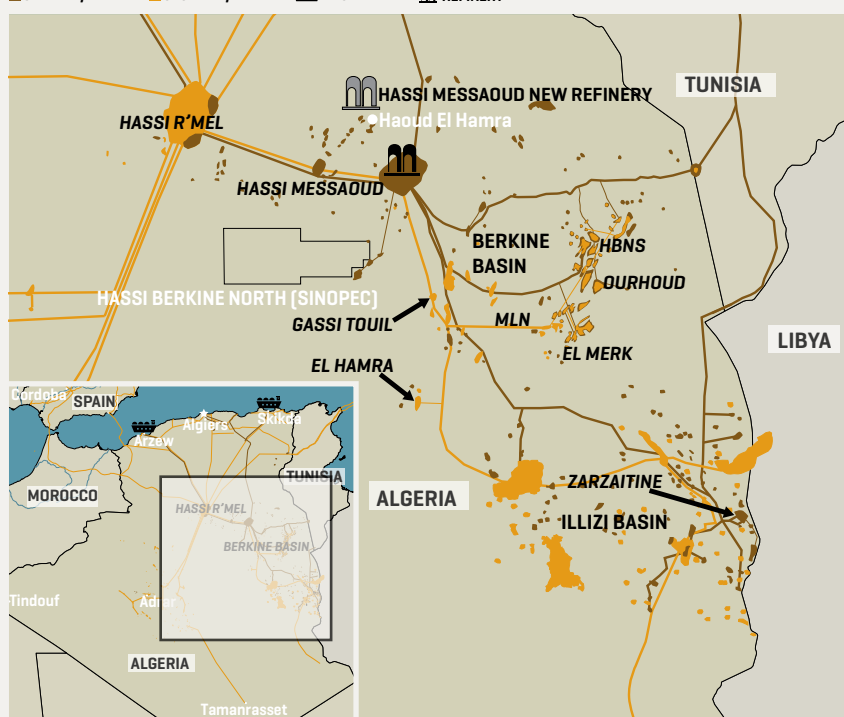 REFINERY
TUNISIA
HASSI MESSAOUD NEW REFINERY
Haoud El Hamra
HASSI R'MEL
HASSI MESSAOUD
BERKINE
BASIN
HBNS
OURHOUD
HASSI BERKINE NORTH (SINOPEC)
GASSI TOUIL
MLN
LIBYA
EL MERK
EL HAMRA
ZARZAITINE
ALGERIA
ILLIZI BASIN
Cordoba
SPAIN
Algiers
Skikda
Arzew
TUNISIA
MOROCCO
HASSI R'MEL
BERKINE BASIN
Tindouf
Adrar
ALGERIA
Tamanrasset